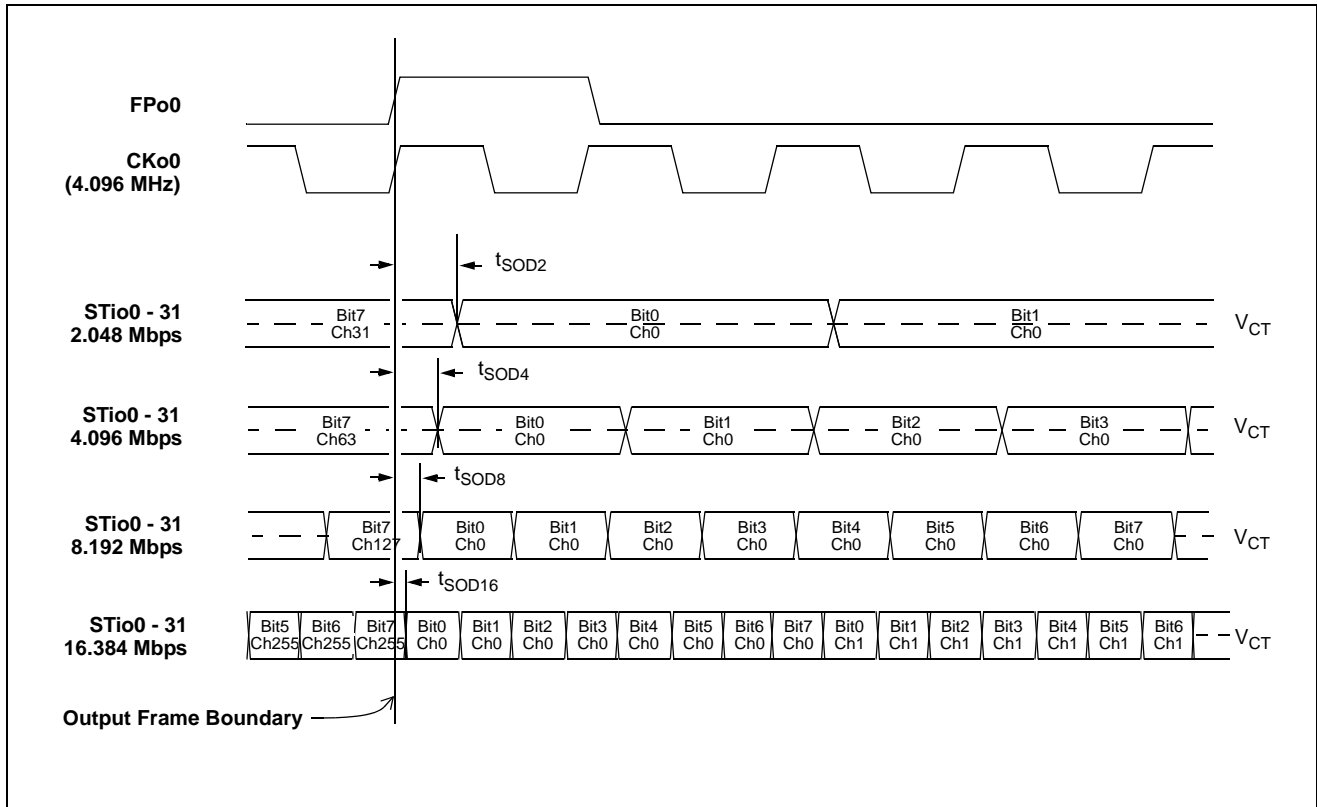 FPo0
CKo0
(4.096 MHz)
tSOD2
STio0 - 31
2.048 Mbps
Bit7
Ch31
Bit0
Ch0
Bit1
Ch0
VCT
tSOD4
STio0 - 31
4.096 Mbps
Bit7
Ch63
Bit0
Ch0
Bit1
Ch0
Bit2
Ch0
Bit3
Ch0
VCT
tSOD8
STio0 - 31
8.192 Mbps
Bit7
Ch127
Bit0
Ch0
Bit1
Ch0
Bit2
Ch0
Bit3
Ch0
Bit4
Ch0
Bit5
Ch0
Bit6
Ch0
Bit7
Ch0
VCT
tSOD16
STio0 - 31
16.384 Mbps
Bit5
Ch255
Bit6
Ch255
Bit7
Ch255
Bit0
Ch0
Bit1
Ch0
Bit2
Ch0
Bit3
Ch0
Bit4
Ch0
Bit5
Ch0
Bit6
Ch0
Bit7
Ch0
Bit0
Ch1
Bit1
Ch1
Bit2
Ch1
Bit3
Ch1
Bit4
Ch1
Bit5
Ch1
Bit6
Ch1
VCT
Output Frame Boundary